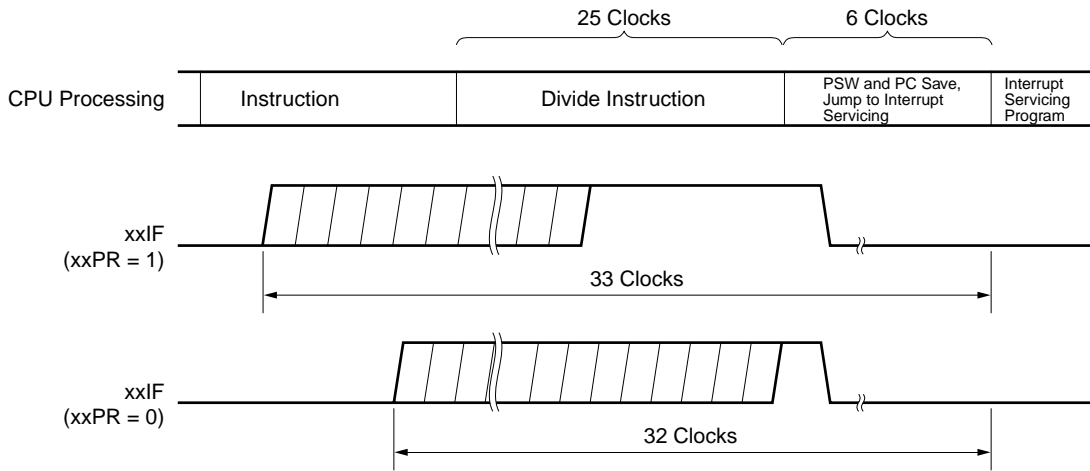 25 Clocks
6 Clocks
CPU Processing
Instruction
Divide Instruction
PSW and PC Save,
Jump to Interrupt
Servicing
Interrupt
Servicing
Program
xxIF
(xxPR = 1)
33 Clocks
xxIF
(xxPR = 0)
32 Clocks